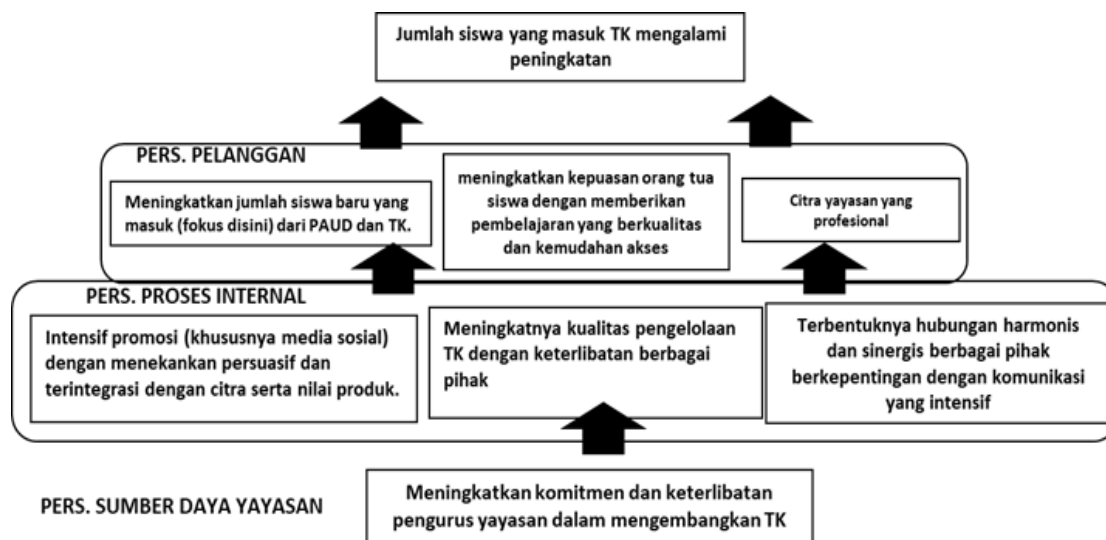 Jumlah siswa yang masuk TK mengalami
peningkatan
PERS. PELANGGAN
Meningkatkan jumlah siswa baru yang
masuk (fokus disini) dari PAUD dan TK.
meningkatkan kepuasan orang tua
siswa dengan memberikan
pembelajaran yang berkualitas
dan kemudahan akses
Citra yayasan yang
profesional
PERS. PROSES INTERNAL
Intensif promosi (khususnya media sosial)
dengan menekankan persuasif dan
terintegrasi dengan citra serta nilai produk.
Meningkatnya kualitas pengelolaan
TK dengan keterlibatan berbagai
pihak
Terbentuknya hubungan harmonis
dan sinergis berbagai pihak
berkepentingan dengan komunikasi
yang intensif
PERS. SUMBER DAYA YAYASAN
Meningkatkan komitmen dan keterlibatan
pengurus yayasan dalam mengembangkan TK